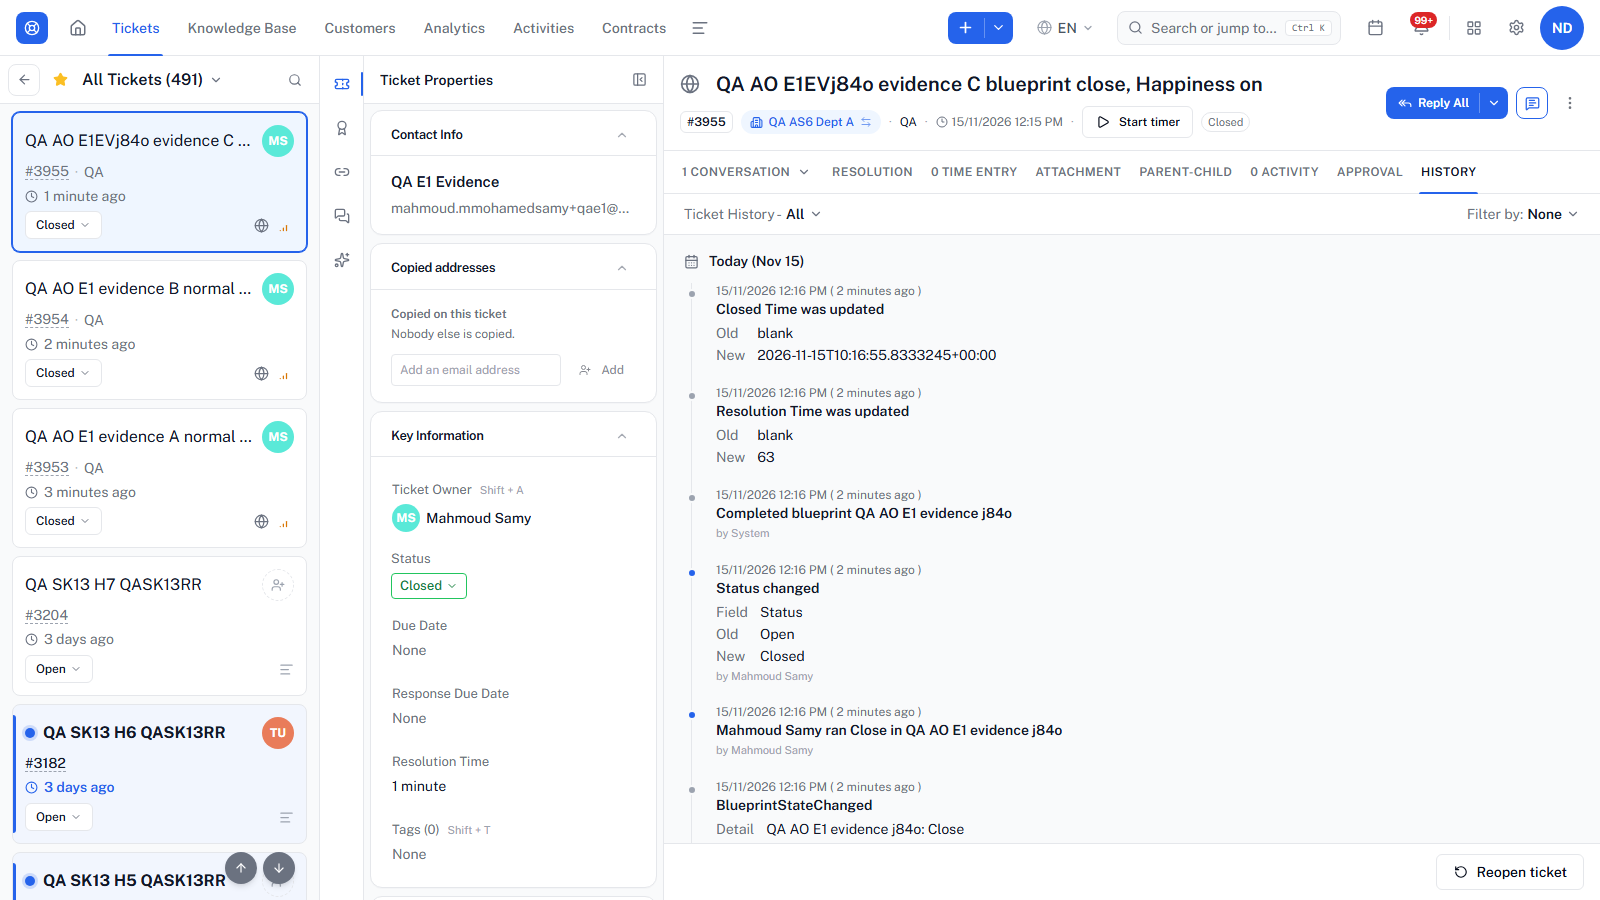 Tickets
Knowledge Base
Customers
Analytics
Activities
Contracts
EN
Search or jump to...
Ctrl K
99+
ND
All Tickets (491)
QA AO E1EVj84o evidence C ...
MS
#3955 · QA
1 minute ago
Closed
QA AO E1 evidence B normal ...
MS
#3954 · QA
2 minutes ago
Closed
QA AO E1 evidence A normal ...
MS
#3953 · QA
3 minutes ago
Closed
QA SK13 H7 QASK13RR
#3204
3 days ago
Open
QA SK13 H6 QASK13RR
TU
#3182
3 days ago
Open
QA SK13 H5 QASK13RR
Ticket Properties
Contact Info
QA E1 Evidence
mahmoud.mmohamedsamy+qae1@...
Copied addresses
Copied on this ticket
Nobody else is copied.
Add an email address
Add
Key Information
Ticket Owner Shift + A
MS Mahmoud Samy
Status
Closed
Due Date
None
Response Due Date
None
Resolution Time
1 minute
Tags (0) Shift + T
None
QA AO E1EVj84o evidence C blueprint close, Happiness on
#3955 QA AS6 Dept A · QA · 15/11/2026 12:15 PM · Start timer Closed
Reply All
1 CONVERSATION
RESOLUTION
0 TIME ENTRY
ATTACHMENT
PARENT-CHILD
0 ACTIVITY
APPROVAL
HISTORY
Ticket History - All
Filter by: None
Today (Nov 15)
15/11/2026 12:16 PM ( 2 minutes ago )
Closed Time was updated
Old blank
New 2026-11-15T10:16:55.8333245+00:00
15/11/2026 12:16 PM ( 2 minutes ago )
Resolution Time was updated
Old blank
New 63
15/11/2026 12:16 PM ( 2 minutes ago )
Completed blueprint QA AO E1 evidence j84o
by System
15/11/2026 12:16 PM ( 2 minutes ago )
Status changed
Field Status
Old Open
New Closed
by Mahmoud Samy
15/11/2026 12:16 PM ( 2 minutes ago )
Mahmoud Samy ran Close in QA AO E1 evidence j84o
by Mahmoud Samy
15/11/2026 12:16 PM ( 2 minutes ago )
BlueprintStateChanged
Detail QA AO E1 evidence j84o: Close
Reopen ticket